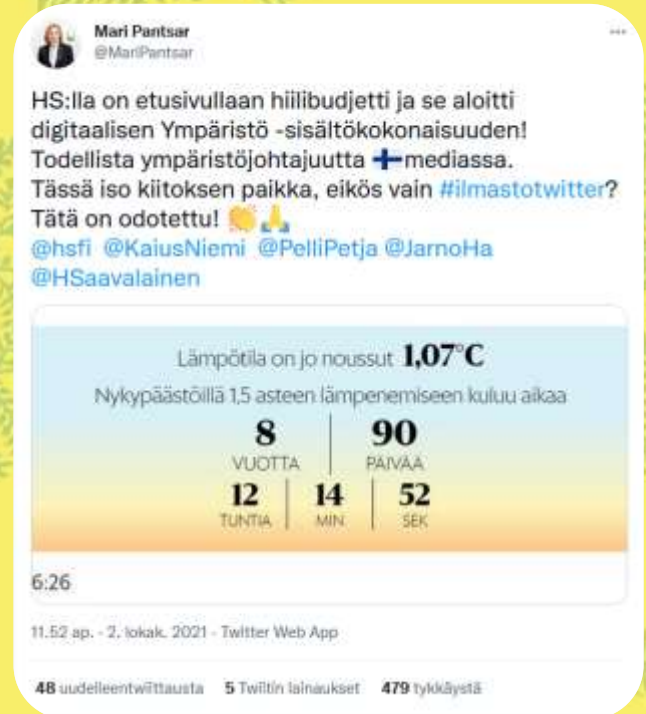 Mari Pantsar
@MariPantsar
HS:lla on etusivullaan hiilibudjetti ja se aloitti
digitaalisen Ympäristö -sisältökokonaisuuden!
Todellista ympäristöjohtajuutta 🇫🇮mediassa.
Tässä iso kiitoksen paikka, eikös vain #ilmastotwitter?
Tätä on odotettu! 👏🙏
@hsfi @KaiusNiemi @PelliPetja @JarnoHa
@HSaavalainen
Lämpötila on jo noussut 1,07°C
Nykypäästöillä 1,5 asteen lämpenemiseen kuluu aikaa
8 90
VUOTTA PÄIVÄÄ
12 14 52
TUNTIA MIN SEK
6:26
11.52 ap. · 2. lokak. 2021 · Twitter Web App
48 uudelleentwiittausta 5 Twiitin lainaukset 479 tykkäystä